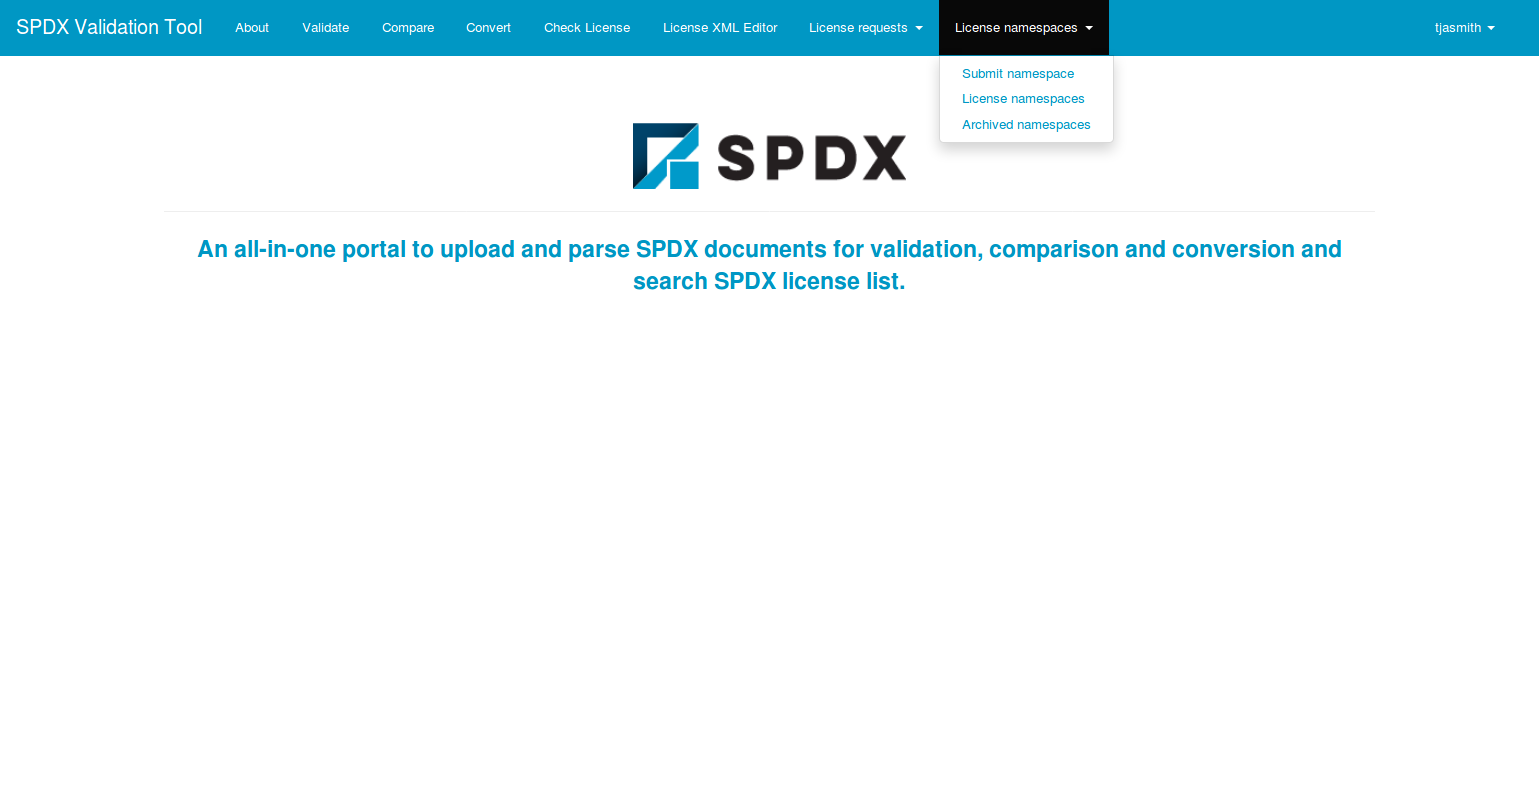 SPDX Validation Tool About Validate Compare Convert Check License License XML Editor License requests License namespaces tjasmith
Submit namespace
License namespaces
Archived namespaces
SPDX
An all-in-one portal to upload and parse SPDX documents for validation, comparison and conversion and
search SPDX license list.